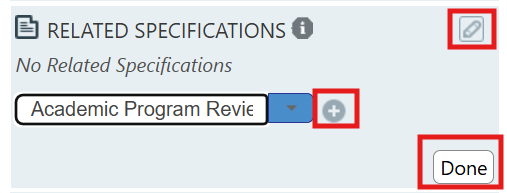 RELATED SPECIFICATIONS
No Related Specifications
Academic Program Revie
Done